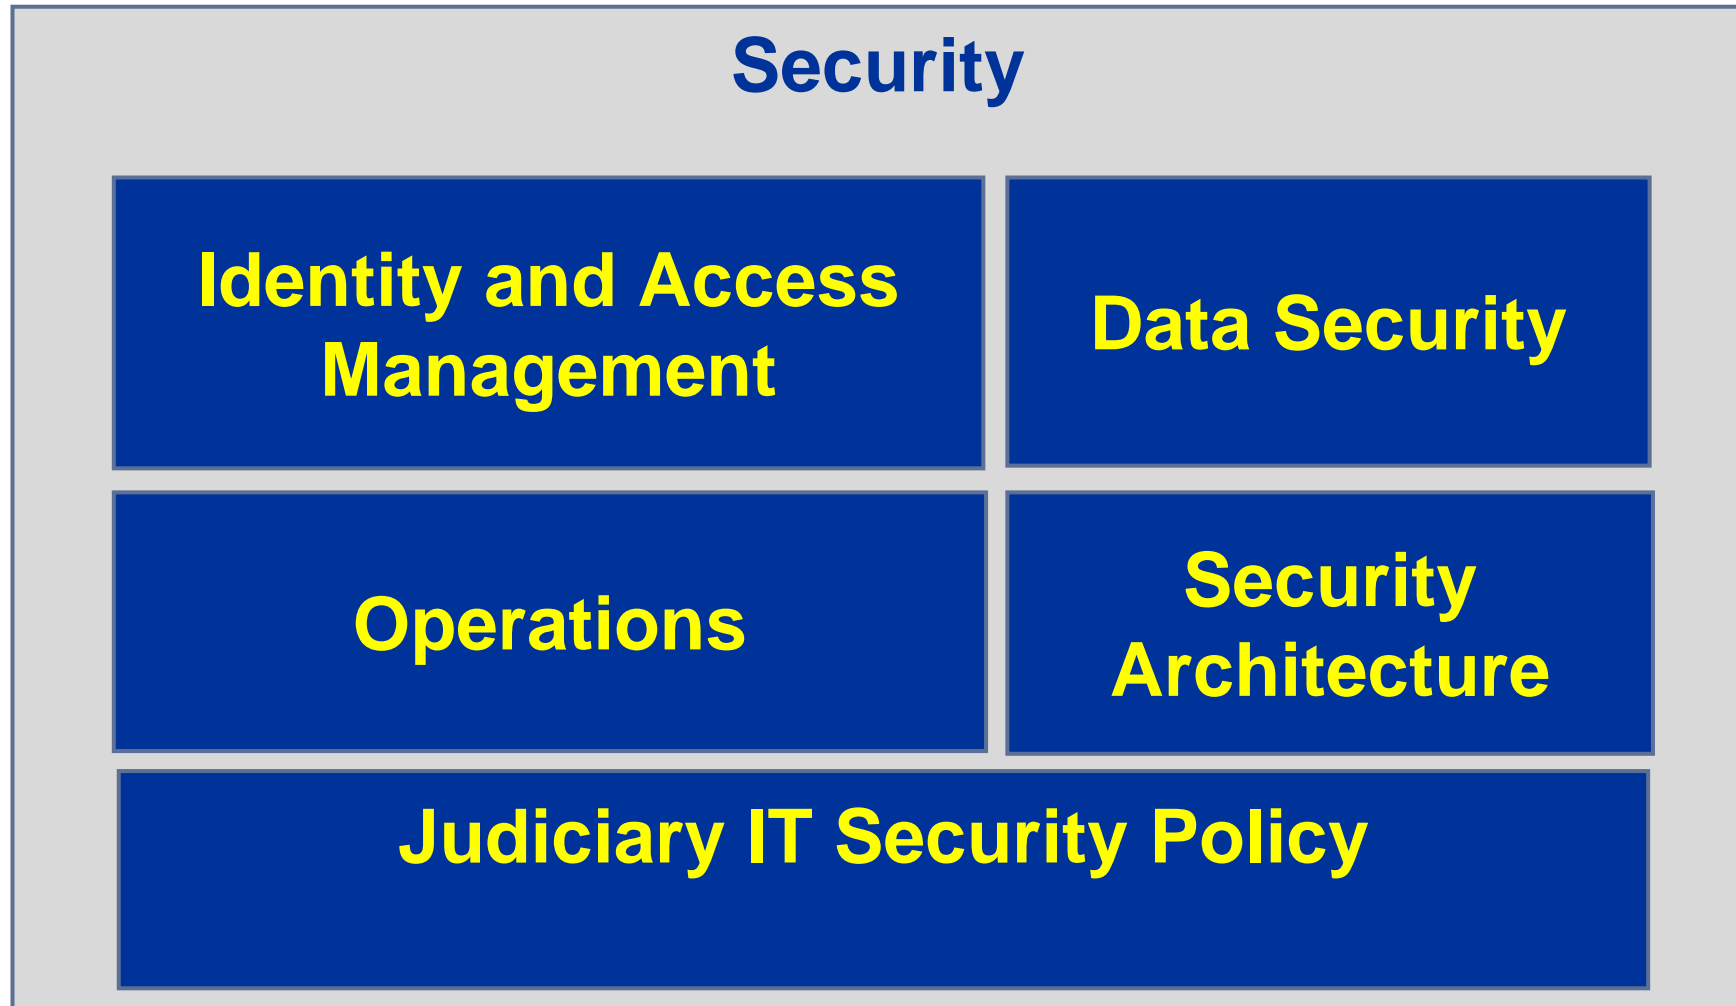 Security
Identity and Access
Management
Data Security
Operations
Security
Architecture
Judiciary IT Security Policy